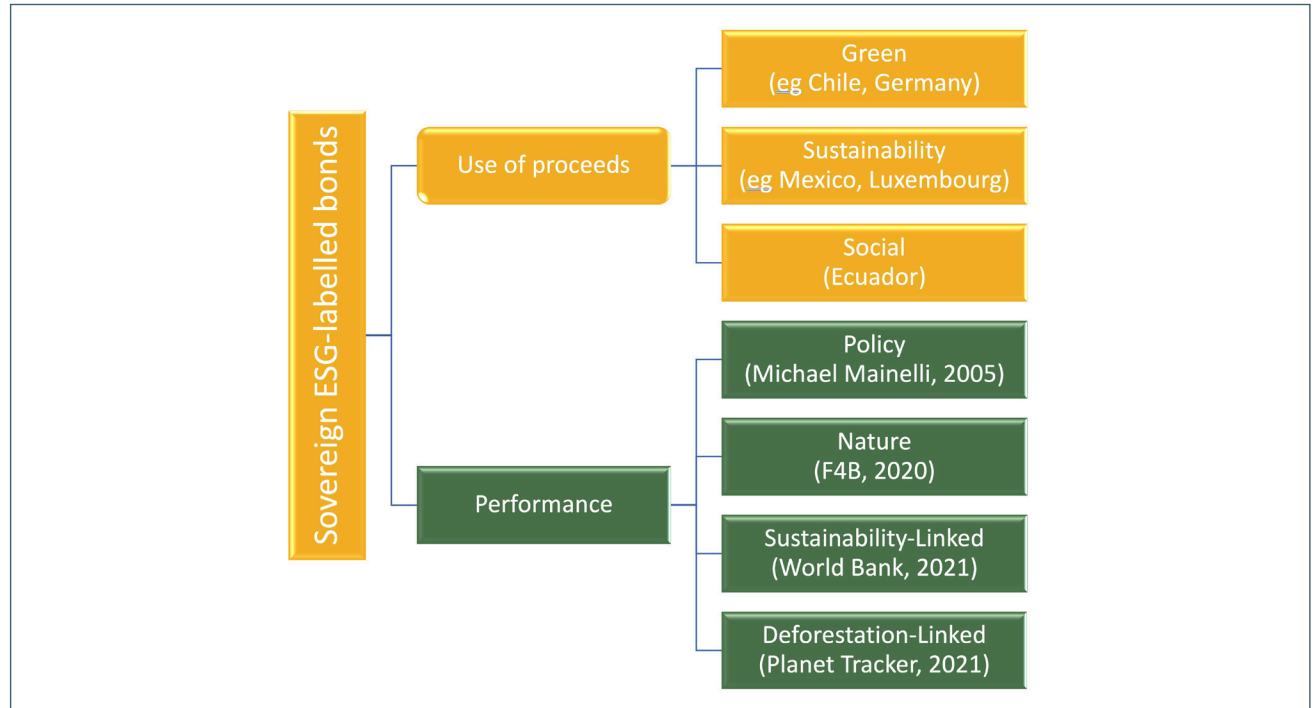 Sovereign ESG-labelled bonds
Use of proceeds
Green
(eg Chile, Germany)
Sustainability
(eg Mexico, Luxembourg)
Social
(Ecuador)
Performance
Policy
(Michael Mainelli, 2005)
Nature
(F4B, 2020)
Sustainability-Linked
(World Bank, 2021)
Deforestation-Linked
(Planet Tracker, 2021)